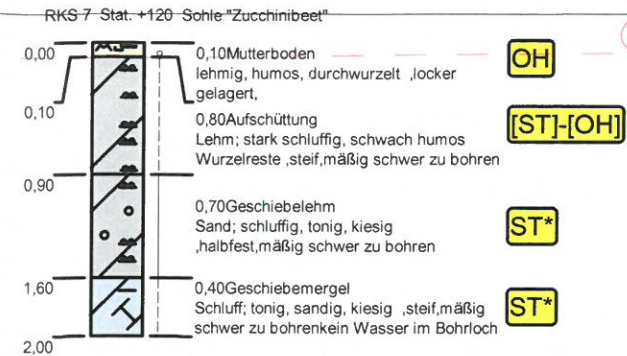 RKS 7 Stat. +120 Sohle "Zucchinibeet"
0,00
0,10Mutterboden
OH
lehmig, humos, durchwurzelt ,locker
gelagert,
0,10
0,80Aufschüttung
[ST]-[OH]
Lehm; stark schluffig, schwach humos
Wurzelreste ,steif,mäßig schwer zu bohren
0,90
0,70Geschiebelehm
Sand; schluffig, tonig, kiesig
ST*
,halbfest,mäßig schwer zu bohren
1,60
0,40Geschiebemergel
Schluff; tonig, sandig, kiesig ,steif,mäßig
ST*
schwer zu bohrenkein Wasser im Bohrloch
2,00